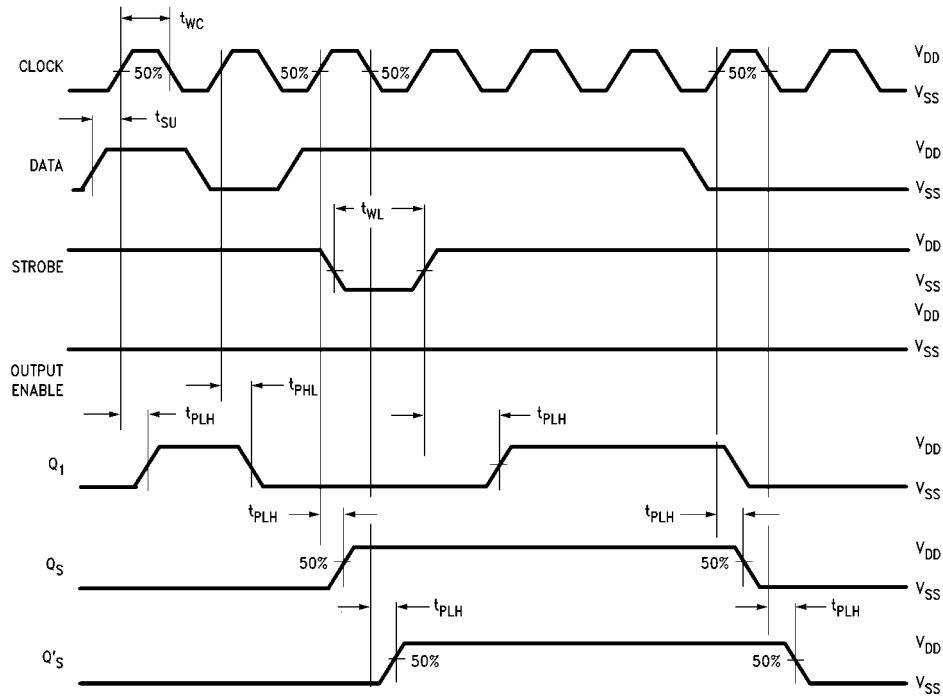 tWC
CLOCK
50%
50%
50%
50%
VDD
VSS
tSU
DATA
VDD
VSS
tWL
STROBE
VDD
VSS
VDD
VSS
OUTPUT
ENABLE
tPHL
tPLH
tPLH
Q1
VDD
VSS
tPLH
tPLH
QS
50%
50%
VDD
VSS
tPLH
tPLH
Q'S
50%
50%
VDD
VSS